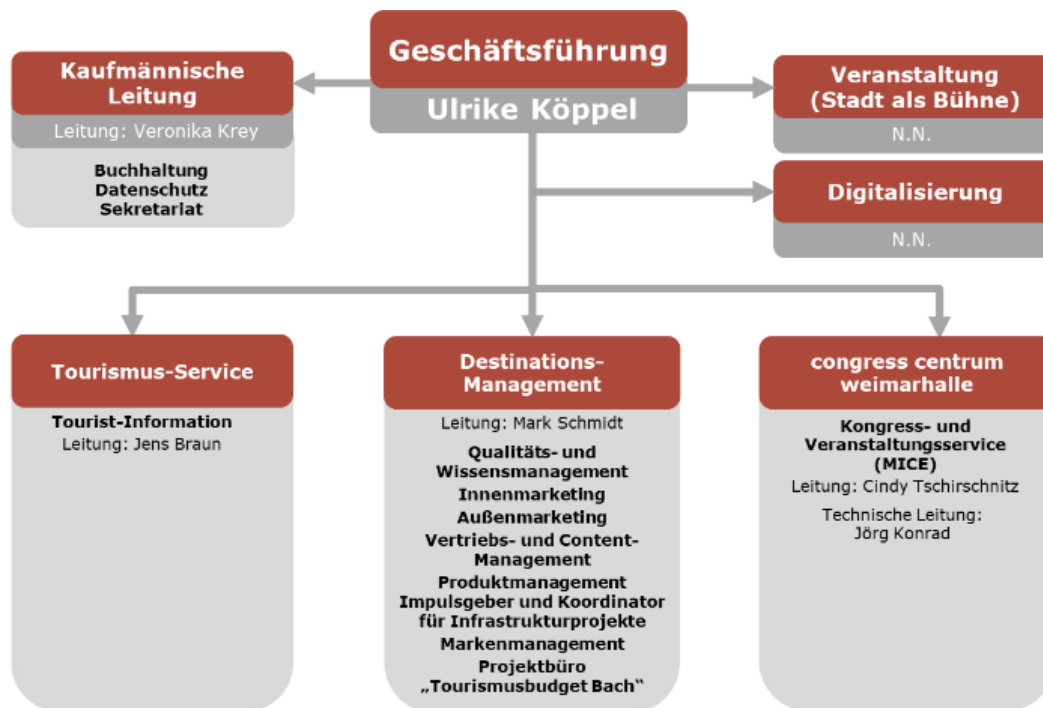 Geschäftsführung
Ulrike Köppel
Kaufmännische
Leitung
Leitung: Veronika Krey
Buchhaltung
Datenschutz
Sekretariat
Veranstaltung
(Stadt als Bühne)
N.N.
Digitalisierung
N.N.
Tourismus-Service
Tourist-Information
Leitung: Jens Braun
Destinations-
Management
Leitung: Mark Schmidt
Qualitäts- und
Wissensmanagement
Innenmarketing
Außenmarketing
Vertriebs- und Content-
Management
Produktmanagement
Impulsgeber und Koordinator
für Infrastrukturprojekte
Markenmanagement
Projektbüro
„Tourismusbudget Bach“
congress centrum
weimarhalle
Kongress- und
Veranstaltungsservice
(MICE)
Leitung: Cindy Tschirschnitz
Technische Leitung:
Jörg Konrad